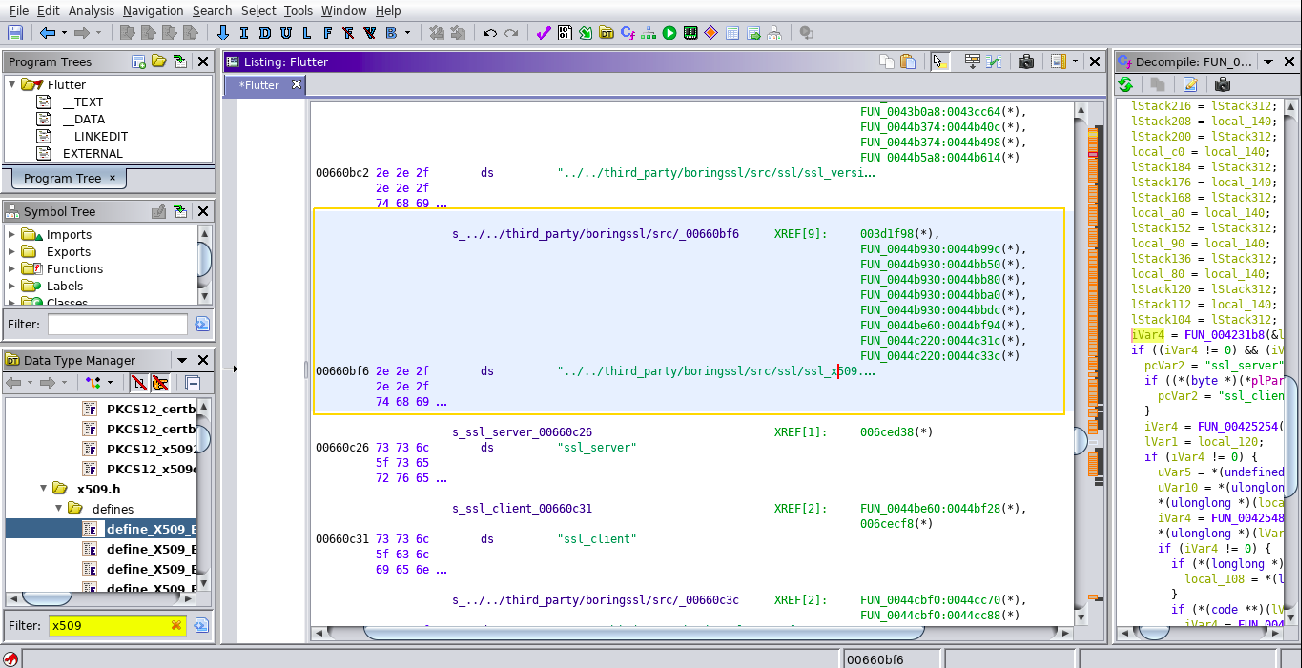 File Edit Analysis Navigation Search Select Tools Window Help
I D U L F R V B
Program Trees
Flutter
__TEXT
__DATA
__LINKEDIT
EXTERNAL
Program Tree ×
Symbol Tree
Imports
Exports
Functions
Labels
Classes
Filter:
Data Type Manager
PKCS12_certb
PKCS12_certb
PKCS12_x509
PKCS12_x509
x509.h
defines
define_X509_E
define_X509_E
define_X509_E
define_X509_E
Filter: x509
Listing: Flutter
*Flutter
FUN_0043b0a8:0043cc64(*),
FUN_0044b374:0044b40c(*),
FUN_0044b374:0044b498(*),
FUN_0044b5a8:0044b614(*)
00660bc2 2e 2e 2f ds "../../third_party/boringssl/src/ssl/ssl_versi...
2e 2e 2f
74 68 69 ...
s_../../third_party/boringssl/src/_00660bf6 XREF[9]: 003d1f98(*),
FUN_0044b930:0044b99c(*),
FUN_0044b930:0044bb50(*),
FUN_0044b930:0044bb80(*),
FUN_0044b930:0044bba0(*),
FUN_0044b930:0044bbdc(*),
FUN_0044be60:0044bf94(*),
FUN_0044c220:0044c31c(*),
FUN_0044c220:0044c33c(*)
00660bf6 2e 2e 2f ds "../../third_party/boringssl/src/ssl/ssl_x509....
2e 2e 2f
74 68 69 ...
s_ssl_server_00660c26 XREF[1]: 006ced38(*)
00660c26 73 73 6c ds "ssl_server"
5f 73 65
72 76 65 ...
s_ssl_client_00660c31 XREF[2]: FUN_0044be60:0044bf28(*),
006cecf8(*)
00660c31 73 73 6c ds "ssl_client"
5f 63 6c
69 65 6e ...
s_../../third_party/boringssl/src/_00660c3c XREF[2]: FUN_0044cbf0:0044cc70(*),
FUN_0044cbf0:0044cc88(*)
Decompile: FUN_0...
lStack216 = lStack312;
lStack208 = local_140;
lStack200 = lStack312;
local_c0 = local_140;
lStack184 = lStack312;
lStack176 = local_140;
lStack168 = lStack312;
local_a0 = local_140;
lStack152 = lStack312;
local_90 = local_140;
lStack136 = lStack312;
local_80 = local_140;
lStack120 = lStack312;
lStack112 = local_140;
lStack104 = lStack312;
iVar4 = FUN_004231b8(&l
if ((iVar4 != 0) && (iV
pcVar2 = "ssl_server"
if ((*(byte *)(*plPar
pcVar2 = "ssl_clien
}
iVar4 = FUN_00425254(
lVar1 = local_120;
if (iVar4 != 0) {
uVar5 = *(undefined
uVar10 = *(ulonglon
*(ulonglong *)(loca
iVar4 = FUN_0042548
*(ulonglong *)(lVar
if (iVar4 != 0) {
if (*(longlong *)
local_108 = *(l
}
if (*(code **)(lV
iVar4 = FUN_004
00660bf6